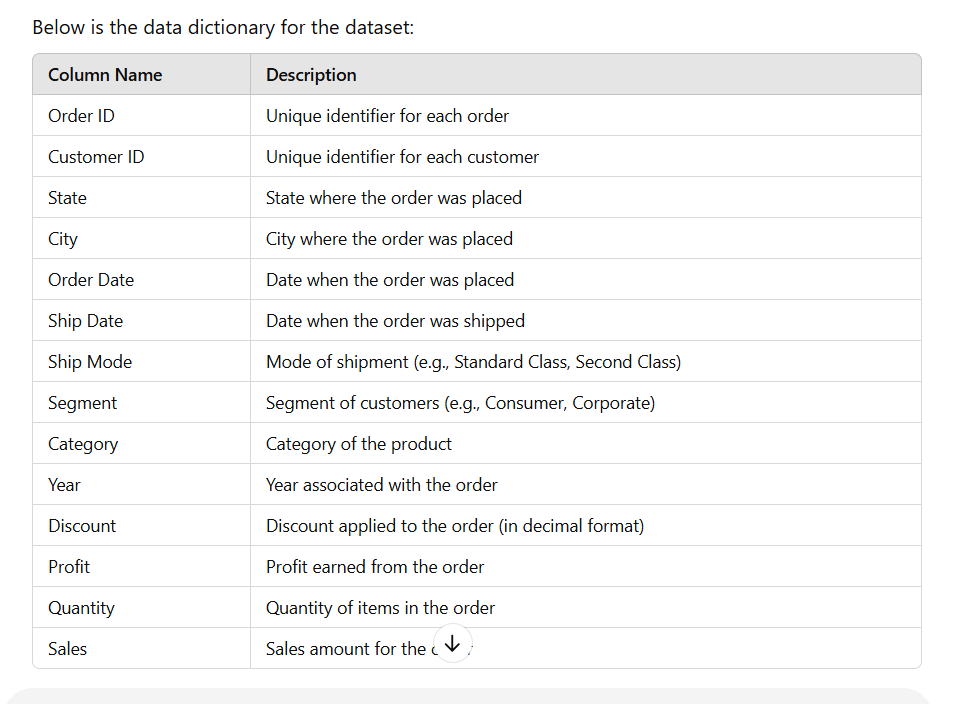 Below is the data dictionary for the dataset:
Column Name Description
Order ID Unique identifier for each order
Customer ID Unique identifier for each customer
State State where the order was placed
City City where the order was placed
Order Date Date when the order was placed
Ship Date Date when the order was shipped
Ship Mode Mode of shipment (e.g., Standard Class, Second Class)
Segment Segment of customers (e.g., Consumer, Corporate)
Category Category of the product
Year Year associated with the order
Discount Discount applied to the order (in decimal format)
Profit Profit earned from the order
Quantity Quantity of items in the order
Sales Sales amount for the